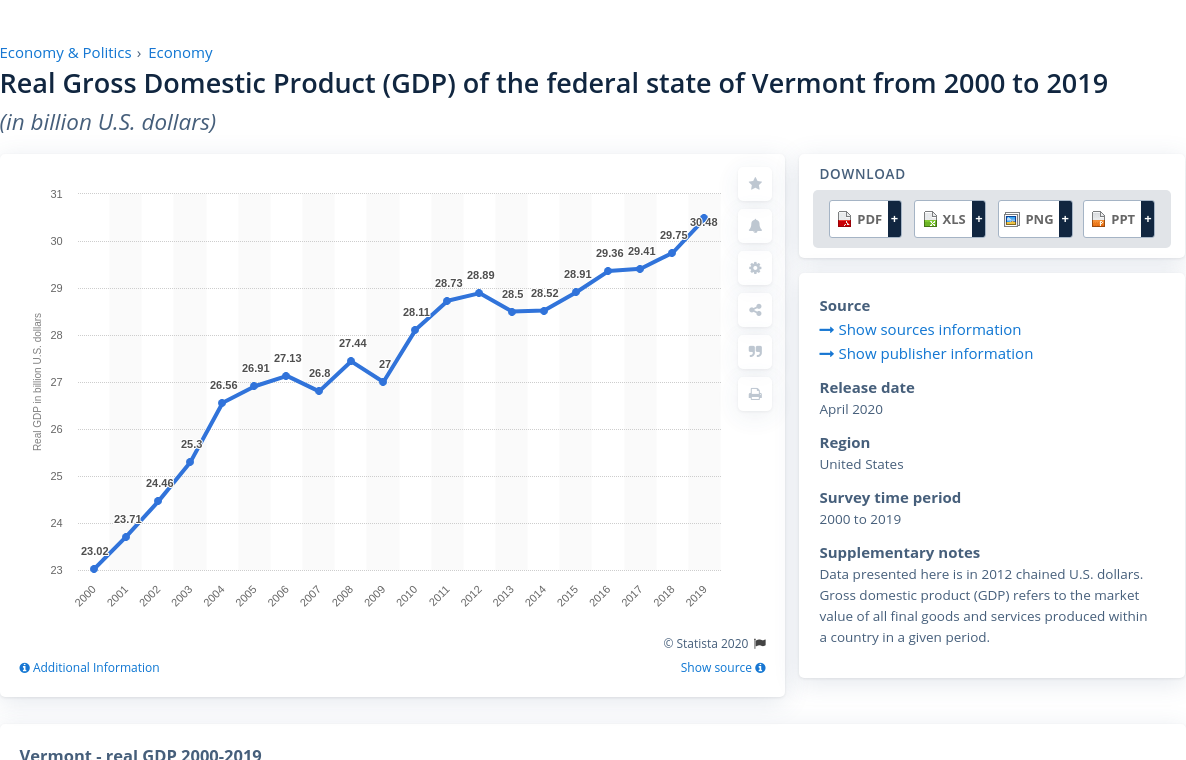 Economy & Politics › Economy
Real Gross Domestic Product (GDP) of the federal state of Vermont from 2000 to 2019
(in billion U.S. dollars)
31
30
29
28
27
26
25
24
23
Real GDP in billion U.S. dollars
23.02
23.71
24.46
25.3
26.56
26.91
27.13
26.8
27.44
27
28.11
28.73
28.89
28.5
28.52
28.91
29.36
29.41
29.75
30.48
2000
2001
2002
2003
2004
2005
2006
2007
2008
2009
2010
2011
2012
2013
2014
2015
2016
2017
2018
2019
© Statista 2020
Additional Information
Show source
DOWNLOAD
PDF + XLS + PNG + PPT +
Source
Show sources information
Show publisher information
Release date
April 2020
Region
United States
Survey time period
2000 to 2019
Supplementary notes
Data presented here is in 2012 chained U.S. dollars.
Gross domestic product (GDP) refers to the market
value of all final goods and services produced within
a country in a given period.
Vermont - real GDP 2000-2019